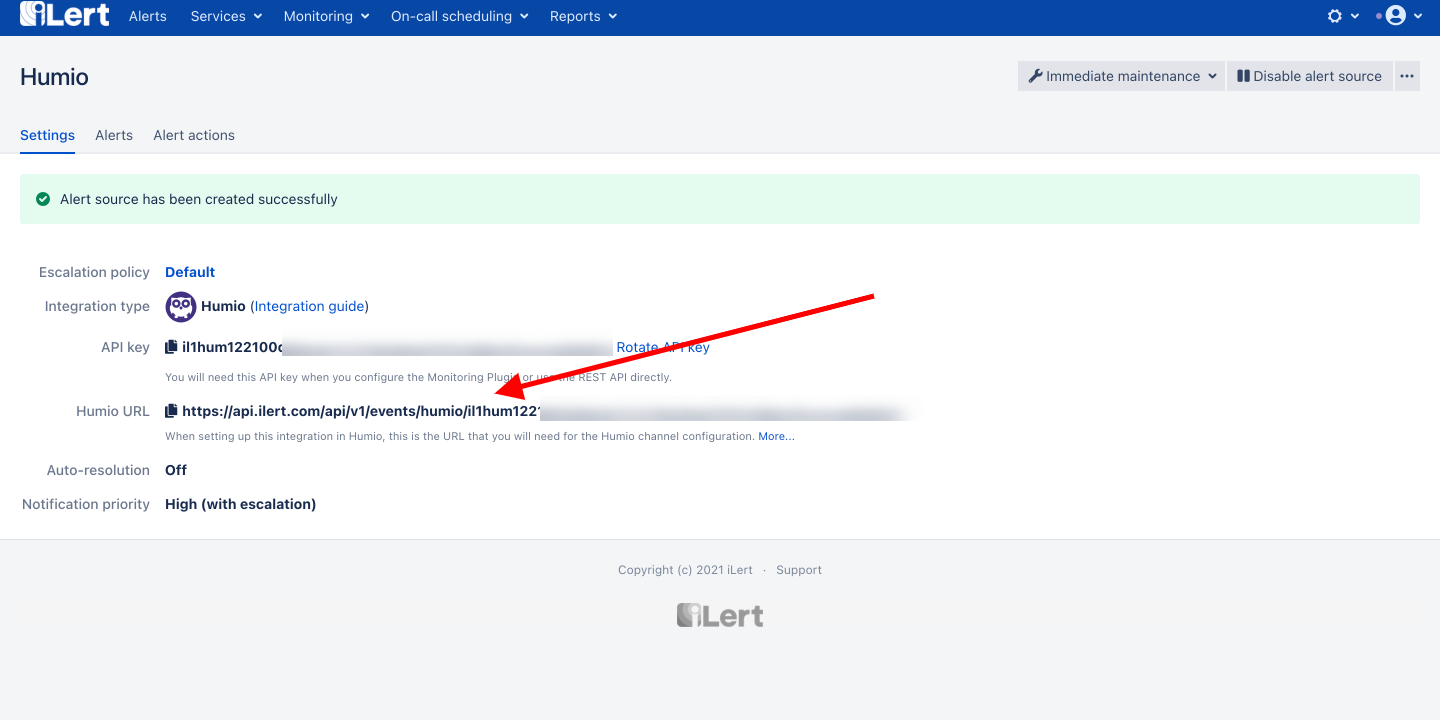 iLert Alerts Services Monitoring On-call scheduling Reports
Humio
Immediate maintenance Disable alert source
Settings Alerts Alert actions
Alert source has been created successfully
Escalation policy Default
Integration type Humio (Integration guide)
API key il1hum122100 Rotate API key
You will need this API key when you configure the Monitoring Plugin or use the REST API directly.
Humio URL https://api.ilert.com/api/v1/events/humio/il1hum122
When setting up this integration in Humio, this is the URL that you will need for the Humio channel configuration. More...
Auto-resolution Off
Notification priority High (with escalation)
Copyright (c) 2021 iLert · Support
iLert